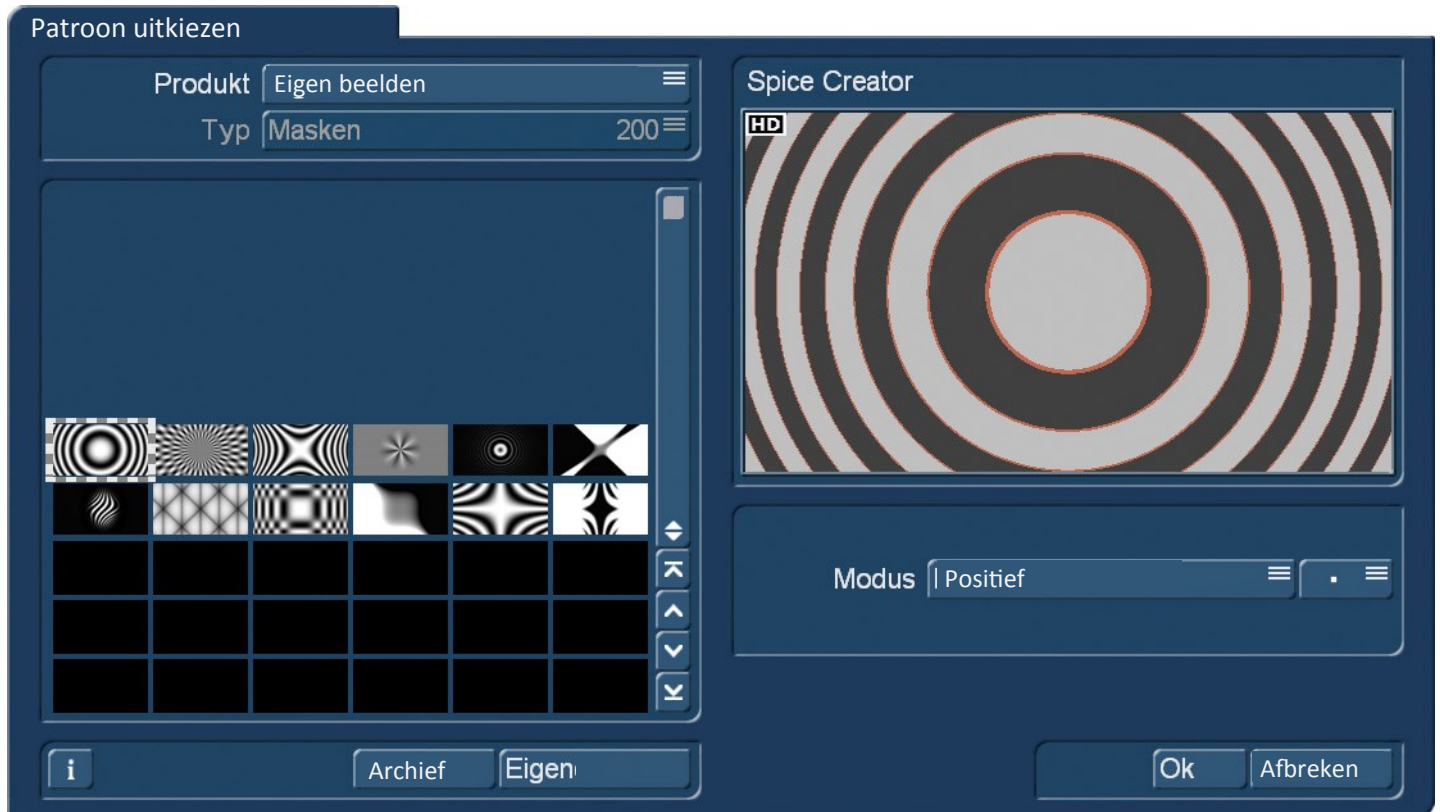 Patroon uitkiezen
Produkt Eigen beelden
Typ Masken 200
Spice Creator
HD
Modus Positief
i
Archief
Eigen
Ok
Afbreken